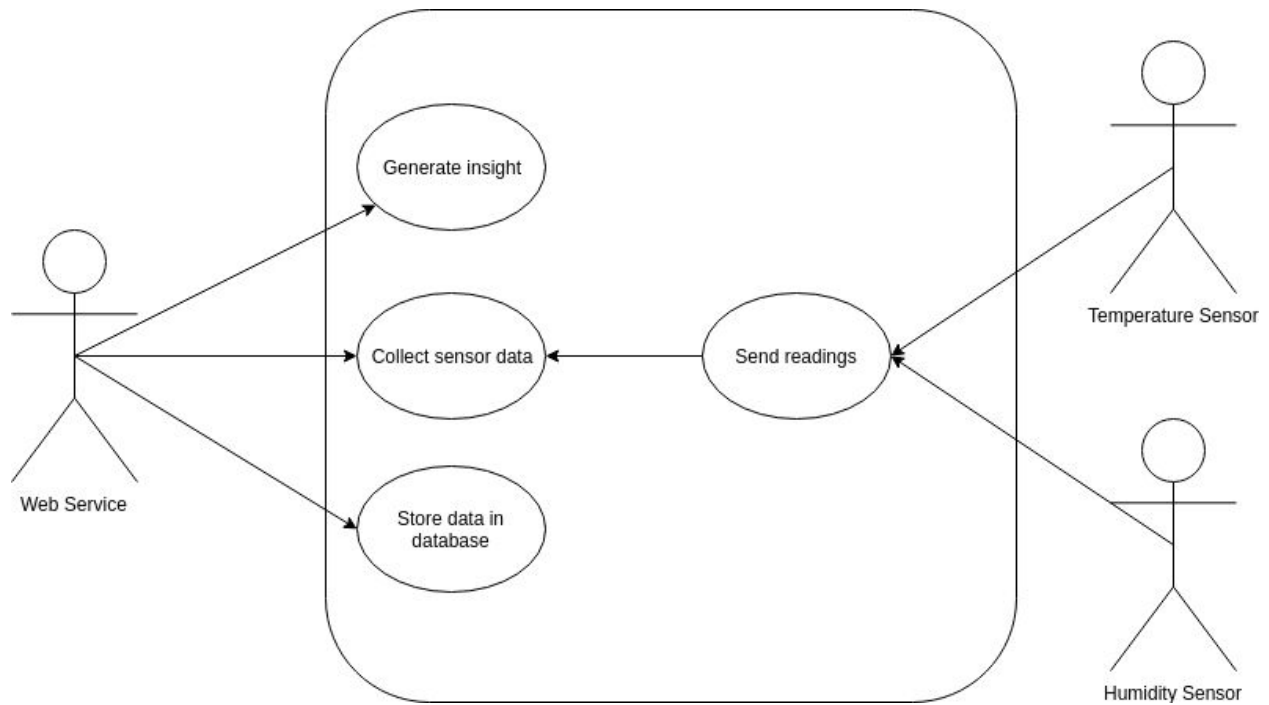 Generate insight
Collect sensor data
Send readings
Temperature Sensor
Web Service
Store data in
database
Humidity Sensor